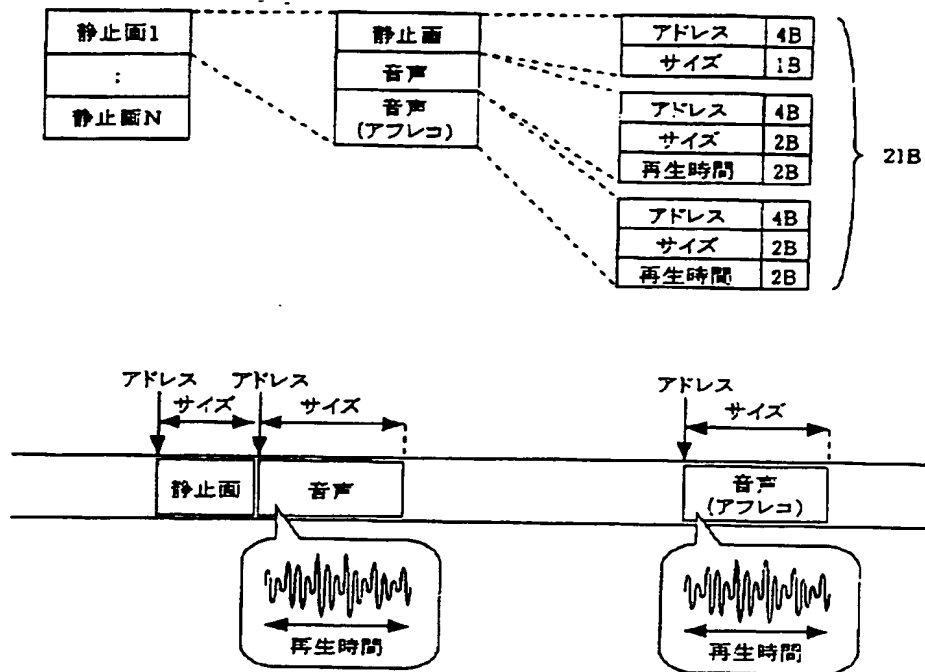 静止画1
:
静止画N
静止画
音声
音声
(アフレコ)
アドレス 4B
サイズ 1B
アドレス 4B
サイズ 2B
再生時間 2B
アドレス 4B
サイズ 2B
再生時間 2B
21B
アドレス アドレス
サイズ サイズ
静止画 音声
再生時間
アドレス
サイズ
音声
(アフレコ)
再生時間